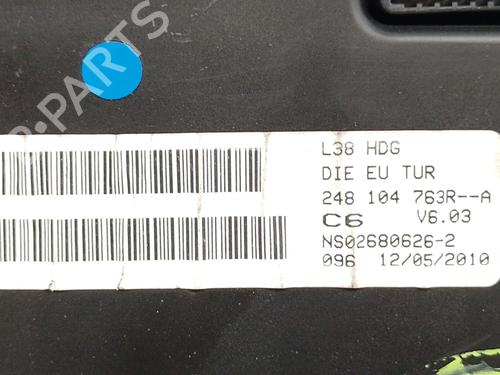 L38 HDG
DIE EU TUR
248 104 763R--A
C6 V6.03
NS02680626-2
096 12/05/2010